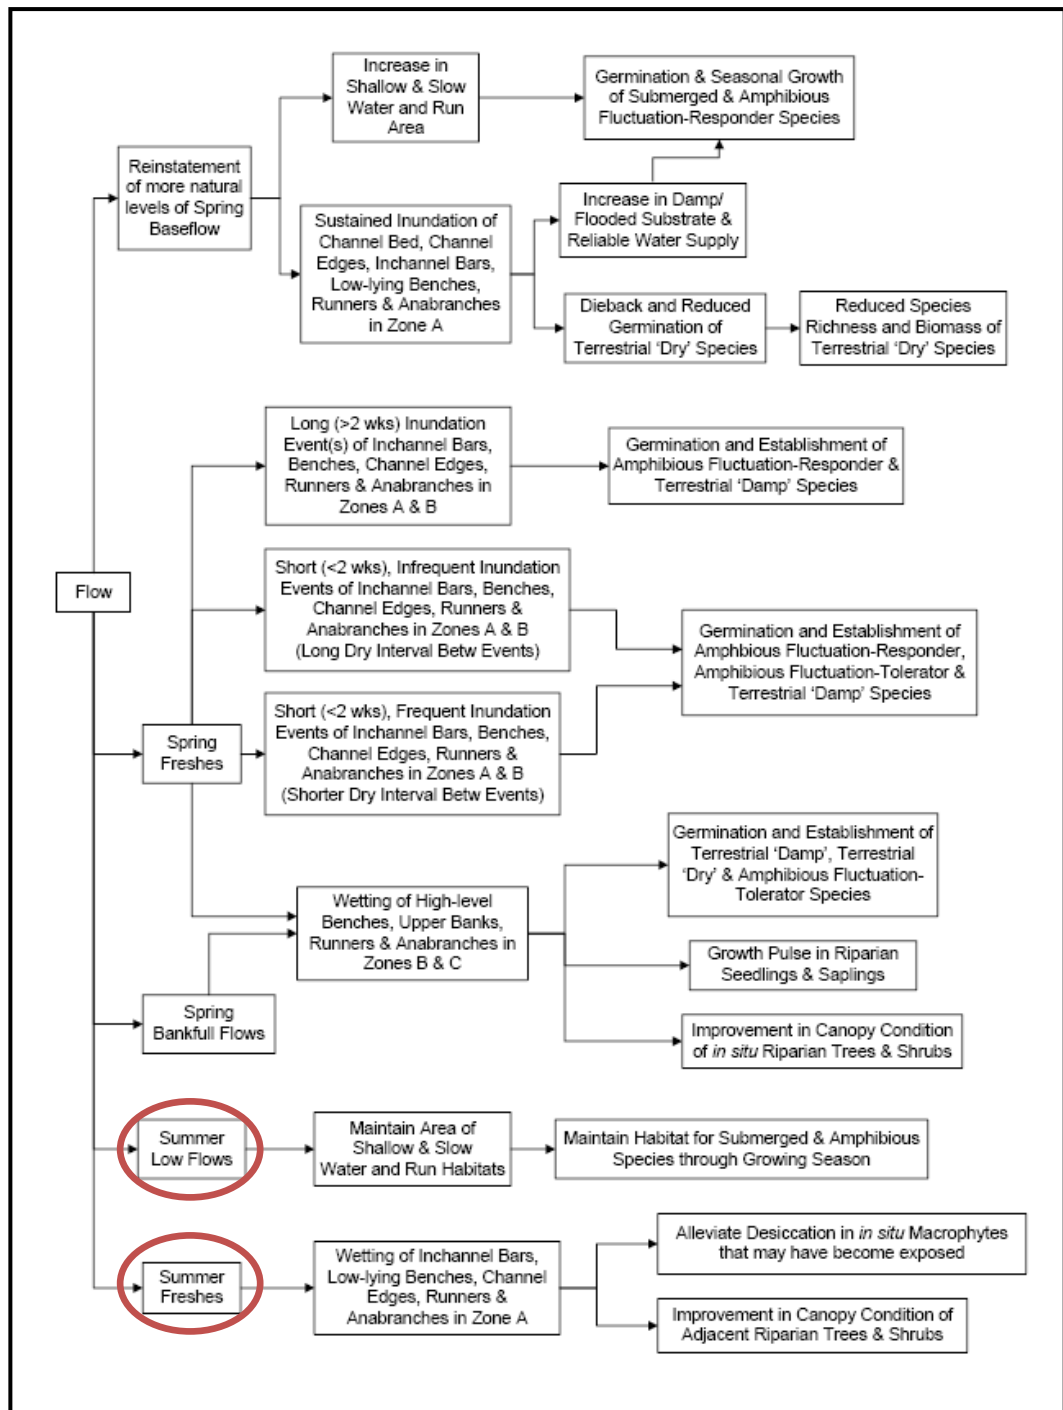 Increase in
Shallow & Slow
Water and Run
Area
Germination & Seasonal Growth
of Submerged & Amphibious
Fluctuation-Responder Species
Reinstatement
of more natural
levels of Spring
Baseflow
Sustained Inundation of
Channel Bed, Channel
Edges, Inchannel Bars,
Low-lying Benches,
Runners & Anabranches
in Zone A
Increase in Damp/
Flooded Substrate &
Reliable Water Supply
Dieback and Reduced
Germination of
Terrestrial 'Dry' Species
Reduced Species
Richness and Biomass of
Terrestrial 'Dry' Species
Long (>2 wks) Inundation
Event(s) of Inchannel Bars,
Benches, Channel Edges,
Runners & Anabranches in
Zones A & B
Germination and Establishment of
Amphibious Fluctuation-Responder &
Terrestrial 'Damp' Species
Flow
Short (<2 wks), Infrequent Inundation
Events of Inchannel Bars, Benches,
Channel Edges, Runners &
Anabranches in Zones A & B
(Long Dry Interval Betw Events)
Germination and Establishment of
Amphbious Fluctuation-Responder,
Amphibious Fluctuation-Tolerator &
Terrestrial 'Damp' Species
Spring
Freshes
Short (<2 wks), Frequent Inundation
Events of Inchannel Bars, Benches,
Channel Edges, Runners &
Anabranches in Zones A & B
(Shorter Dry Interval Betw Events)
Germination and Establishment of
Terrestrial 'Damp', Terrestrial
'Dry' & Amphibious Fluctuation-
Tolerator Species
Wetting of High-level
Benches, Upper Banks,
Runners & Anabranches in
Zones B & C
Growth Pulse in Riparian
Seedlings & Saplings
Spring
Bankfull Flows
Improvement in Canopy Condition
of in situ Riparian Trees & Shrubs
Summer
Low Flows
Maintain Area of
Shallow & Slow
Water and Run Habitats
Maintain Habitat for Submerged & Amphibious
Species through Growing Season
Summer
Freshes
Wetting of Inchannel Bars,
Low-lying Benches, Channel
Edges, Runners &
Anabranches in Zone A
Alleviate Desiccation in in situ Macrophytes
that may have become exposed
Improvement in Canopy Condition of
Adjacent Riparian Trees & Shrubs